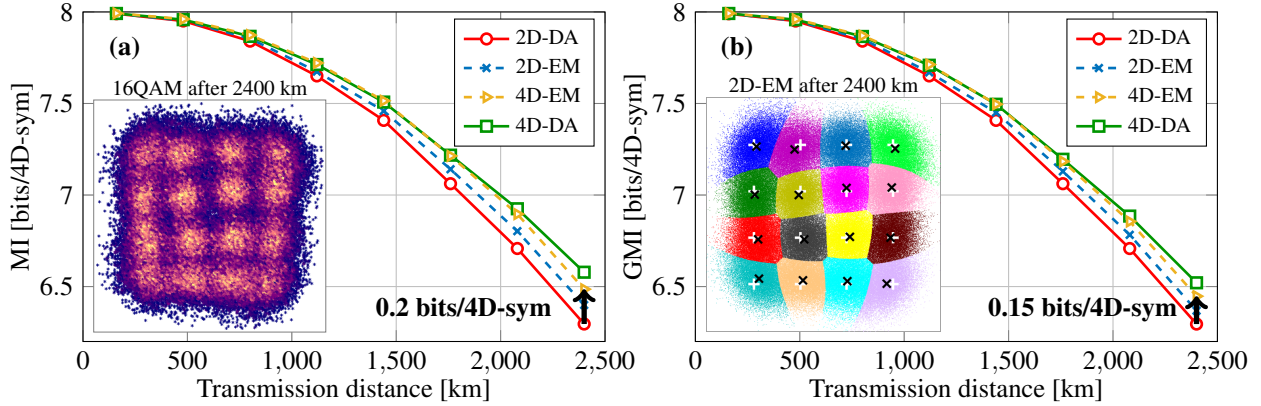 8
7.5
7
6.5
MI [bits/4D-sym]
(a)
2D-DA
2D-EM
4D-EM
4D-DA
16QAM after 2400 km
0.2 bits/4D-sym
0
500
1,000
1,500
2,000
2,500
Transmission distance [km]
8
7.5
7
6.5
GMI [bits/4D-sym]
(b)
2D-DA
2D-EM
4D-EM
4D-DA
2D-EM after 2400 km
0.15 bits/4D-sym
0
500
1,000
1,500
2,000
2,500
Transmission distance [km]